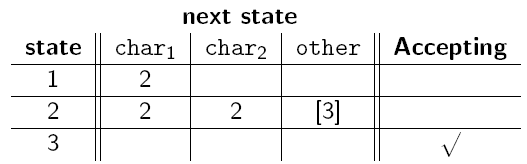 next state
state char1 char2 other Accepting
1 2
2 2 2 [3]
3 √